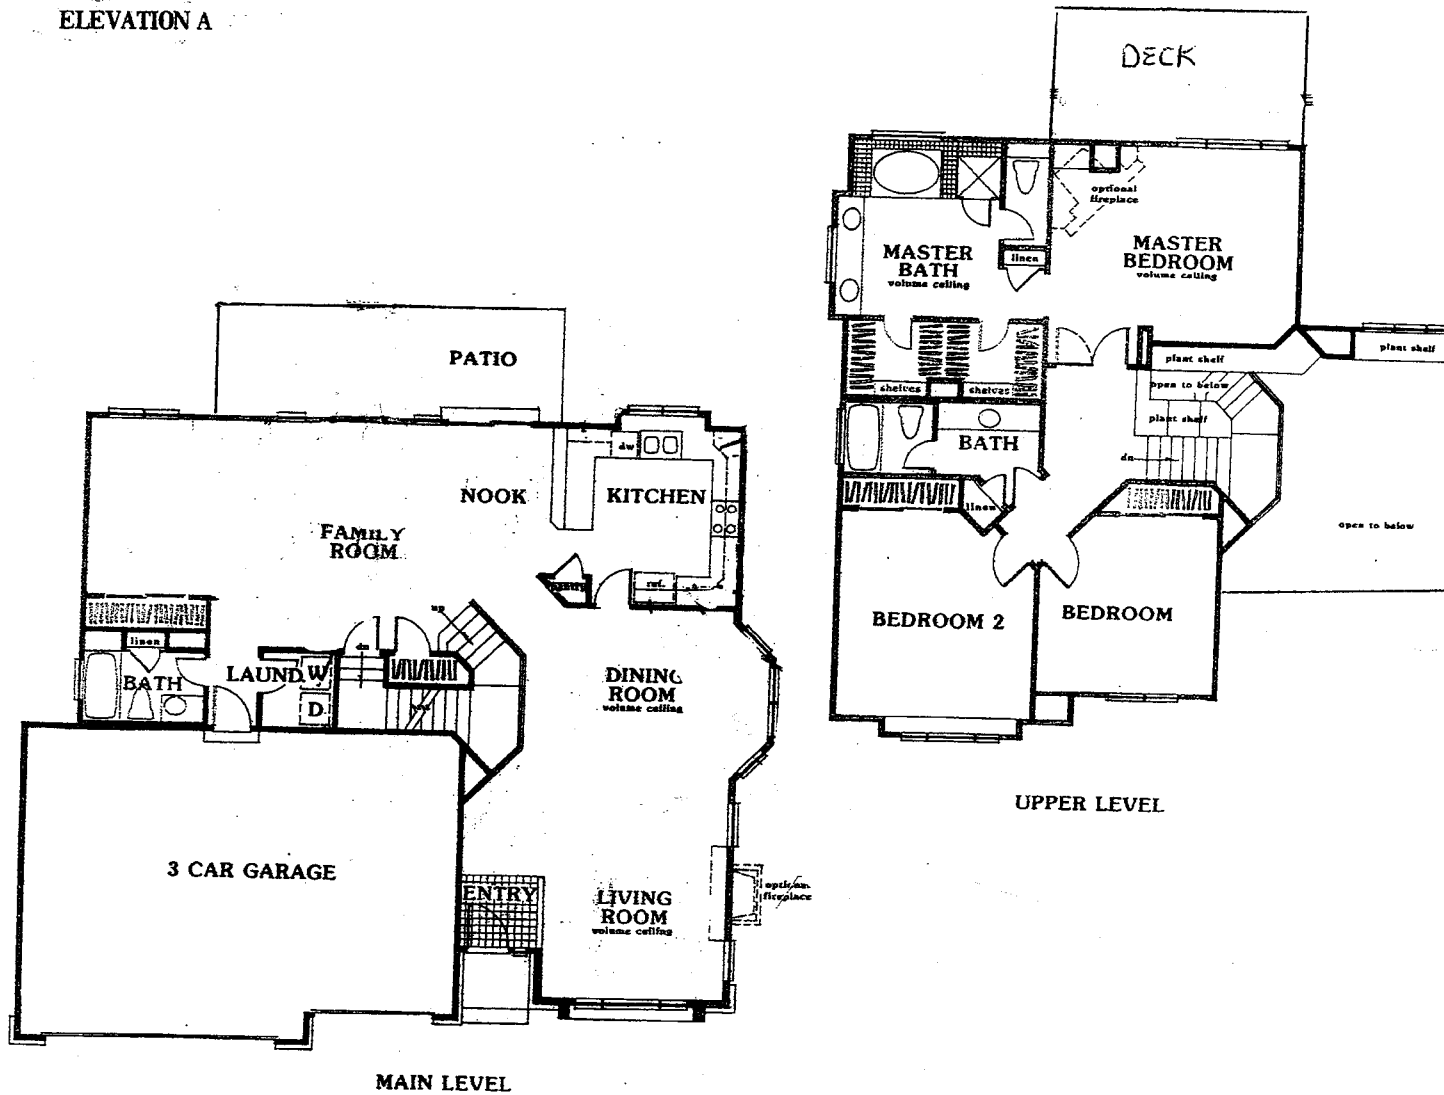 ELEVATION A
DECK
optional
fireplace
MASTER
BATH
volume ceiling
linen
MASTER
BEDROOM
volume ceiling
plant shelf
plant shelf
open to below
plant shelf
shelves
shelves
BATH
dn
linen
open to below
BEDROOM 2
BEDROOM
UPPER LEVEL
PATIO
dw
NOOK
KITCHEN
FAMILY
ROOM
pantry
ref.
up
linen
dn
BATH
LAUND.
W
D
DINING
ROOM
volume ceiling
3 CAR GARAGE
ENTRY
LIVING
ROOM
volume ceiling
optional
fireplace
MAIN LEVEL